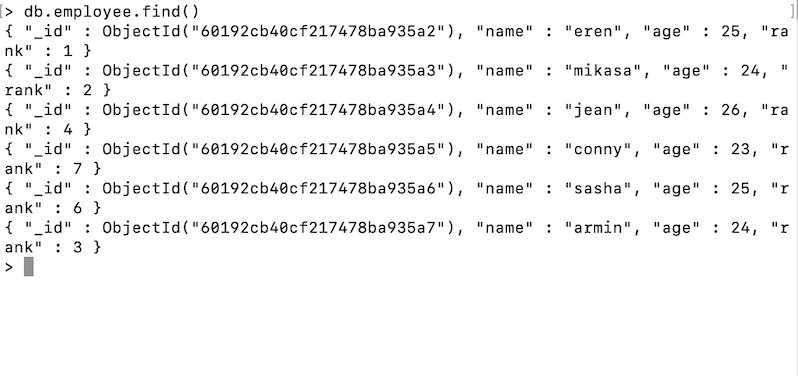 [> db.employee.find() ]
{ "_id" : ObjectId("60192cb40cf217478ba935a2"), "name" : "eren", "age" : 25, "ra
nk" : 1 }
{ "_id" : ObjectId("60192cb40cf217478ba935a3"), "name" : "mikasa", "age" : 24, "
rank" : 2 }
{ "_id" : ObjectId("60192cb40cf217478ba935a4"), "name" : "jean", "age" : 26, "ra
nk" : 4 }
{ "_id" : ObjectId("60192cb40cf217478ba935a5"), "name" : "conny", "age" : 23, "r
ank" : 7 }
{ "_id" : ObjectId("60192cb40cf217478ba935a6"), "name" : "sasha", "age" : 25, "r
ank" : 6 }
{ "_id" : ObjectId("60192cb40cf217478ba935a7"), "name" : "armin", "age" : 24, "r
ank" : 3 }
>